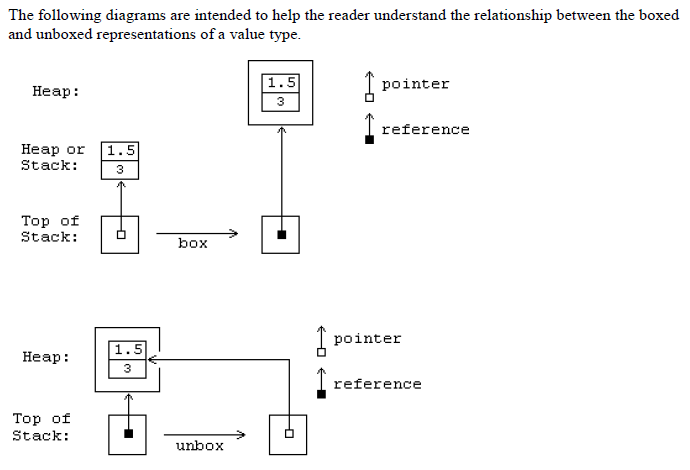 The following diagrams are intended to help the reader understand the relationship between the boxed
and unboxed representations of a value type.
Heap:
1.5
3
pointer
reference
Heap or
Stack:
1.5
3
Top of
Stack:
box
Heap:
1.5
3
pointer
reference
Top of
Stack:
unbox